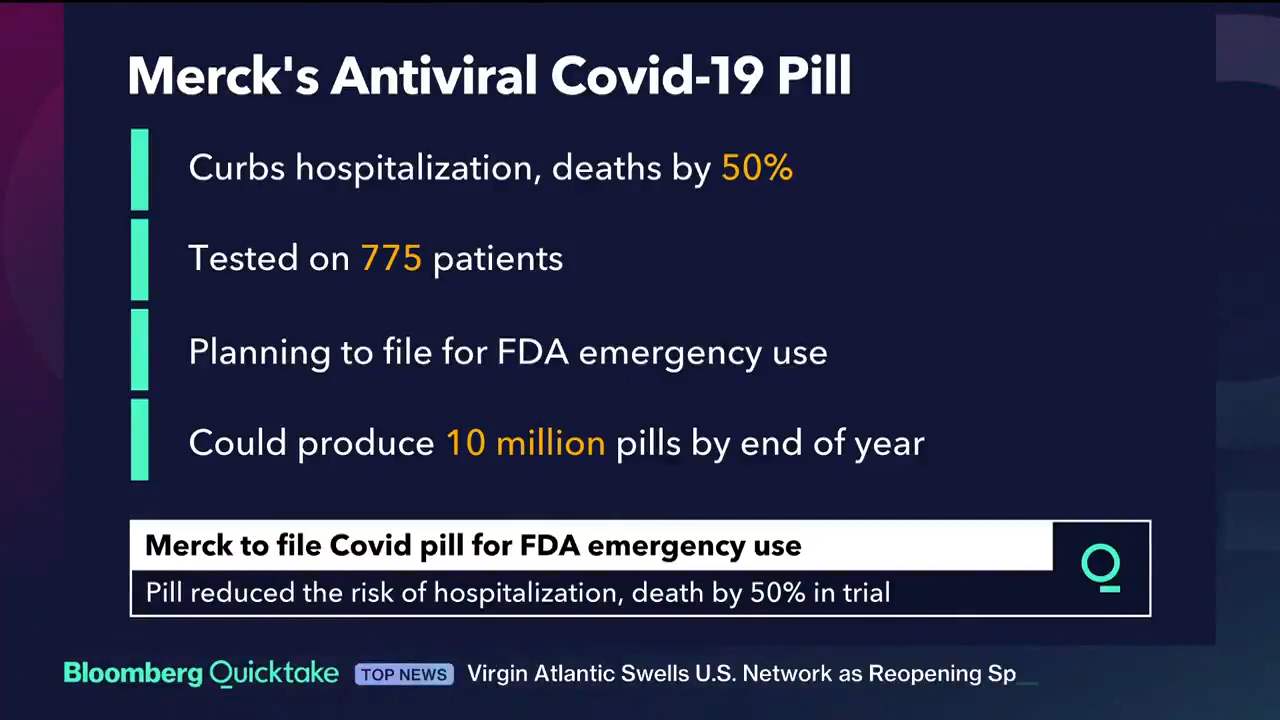 Merck's Antiviral Covid-19 Pill
Curbs hospitalization, deaths by 50%
Tested on 775 patients
Planning to file for FDA emergency use
Could produce 10 million pills by end of year
Merck to file Covid pill for FDA emergency use
Pill reduced the risk of hospitalization, death by 50% in trial
Bloomberg Quicktake TOP NEWS Virgin Atlantic Swells U.S. Network as Reopening Sp